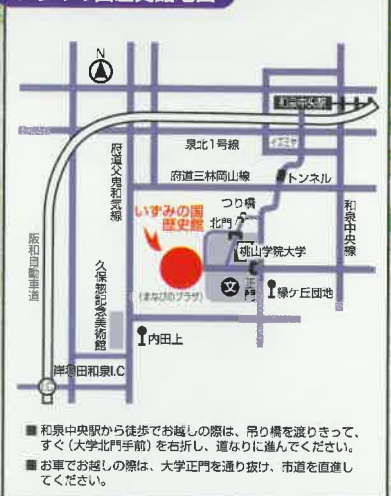 N
和泉中央駅
泉北1号線
府道父鬼和気線
府道三林岡山線
トンネル
つり橋
北門
いずみの国
歴史館
桃山学院大学
和泉中央線
阪和自動車道
(まなびのプラザ)
文
正門
緑ケ丘団地
久保惣記念美術館
内田上
岸和田和泉I.C
■ 和泉中央駅から徒歩でお越しの際は、吊り橋を渡りきって、
すぐ(大学北門手前)を右折し、道なりに進んでください。
■ お車でお越しの際は、大学正門を通り抜け、市道を直進し
てください。